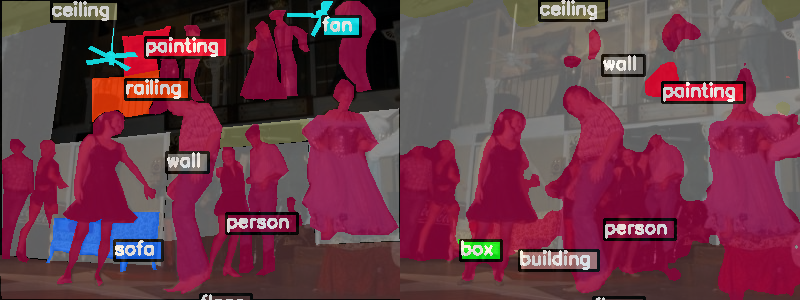 ceiling
painting
fan
railing
wall
person
sofa
ceiling
wall
painting
person
box
building